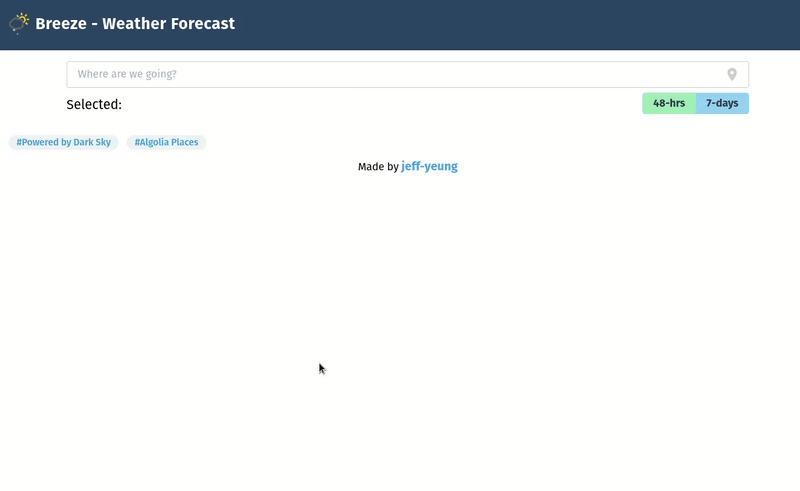 Breeze - Weather Forecast
Where are we going?
Selected:
48-hrs 7-days
#Powered by Dark Sky #Algolia Places
Made by jeff-yeung